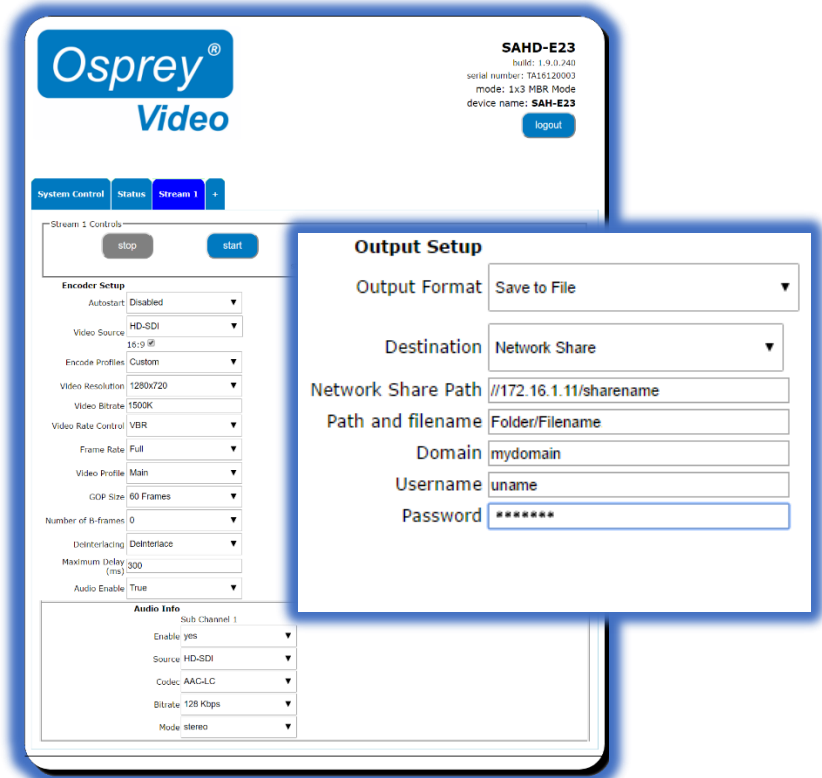 Osprey®
Video
SAHD-E23
build: 1.9.0.240
serial number: TA16120003
mode: 1x3 MBR Mode
device name: SAH-E23
logout
System Control Status Stream 1 +
Stream 1 Controls
stop start
Encoder Setup
Autostart Disabled
Video Source HD-SDI
16:9
Encode Profiles Custom
Video Resolution 1280x720
Video Bitrate 1500K
Video Rate Control VBR
Frame Rate Full
Video Profile Main
GOP Size 60 Frames
Number of B-frames 0
Deinterlacing Deinterlace
Maximum Delay
(ms) 300
Audio Enable True
Audio Info
Sub Channel 1
Enable yes
Source HD-SDI
Codec AAC-LC
Bitrate 128 Kbps
Mode stereo
Output Setup
Output Format Save to File
Destination Network Share
Network Share Path //172.16.1.11/sharename
Path and filename Folder/Filename
Domain mydomain
Username uname
Password *******